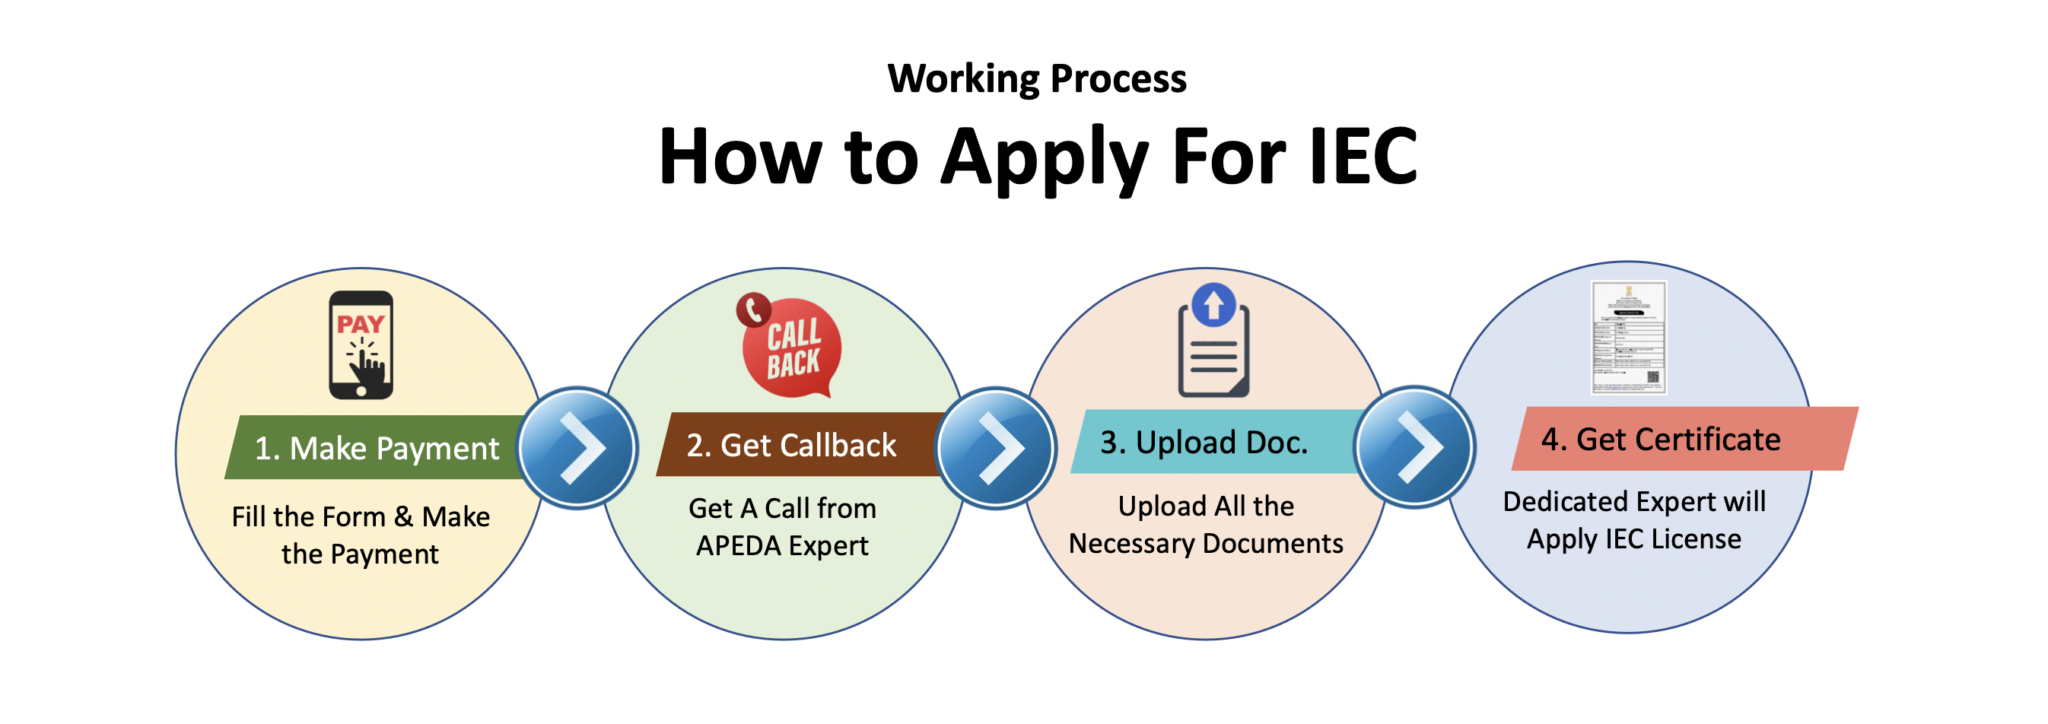 Working Process
How to Apply For IEC
PAY
1. Make Payment
Fill the Form & Make
the Payment
CALL
BACK
2. Get Callback
Get A Call from
APEDA Expert
3. Upload Doc.
Upload All the
Necessary Documents
4. Get Certificate
Dedicated Expert will
Apply IEC License